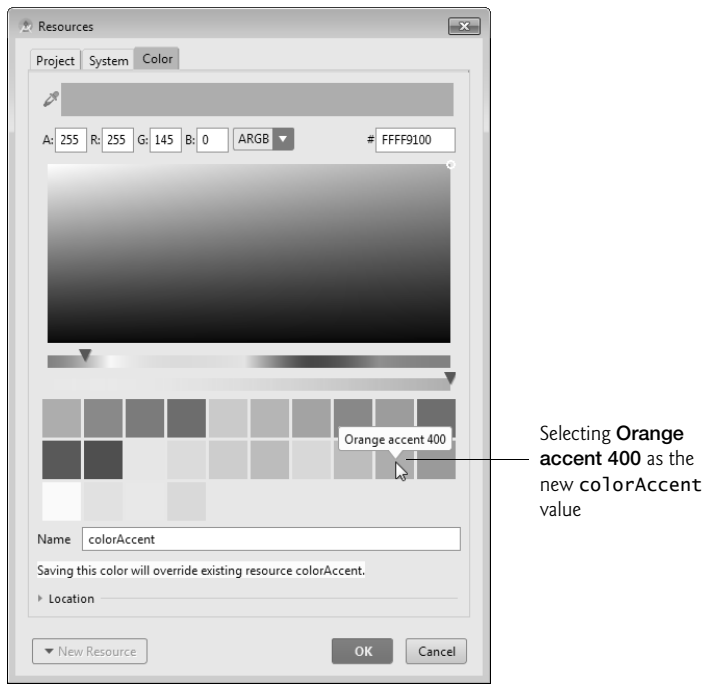 Resources
Project System Color
A: 255 R: 255 G: 145 B: 0 ARGB # FFFF9100
Orange accent 400
Selecting Orange
accent 400 as the
new colorAccent
value
Name colorAccent
Saving this color will override existing resource colorAccent.
Location
New Resource OK Cancel